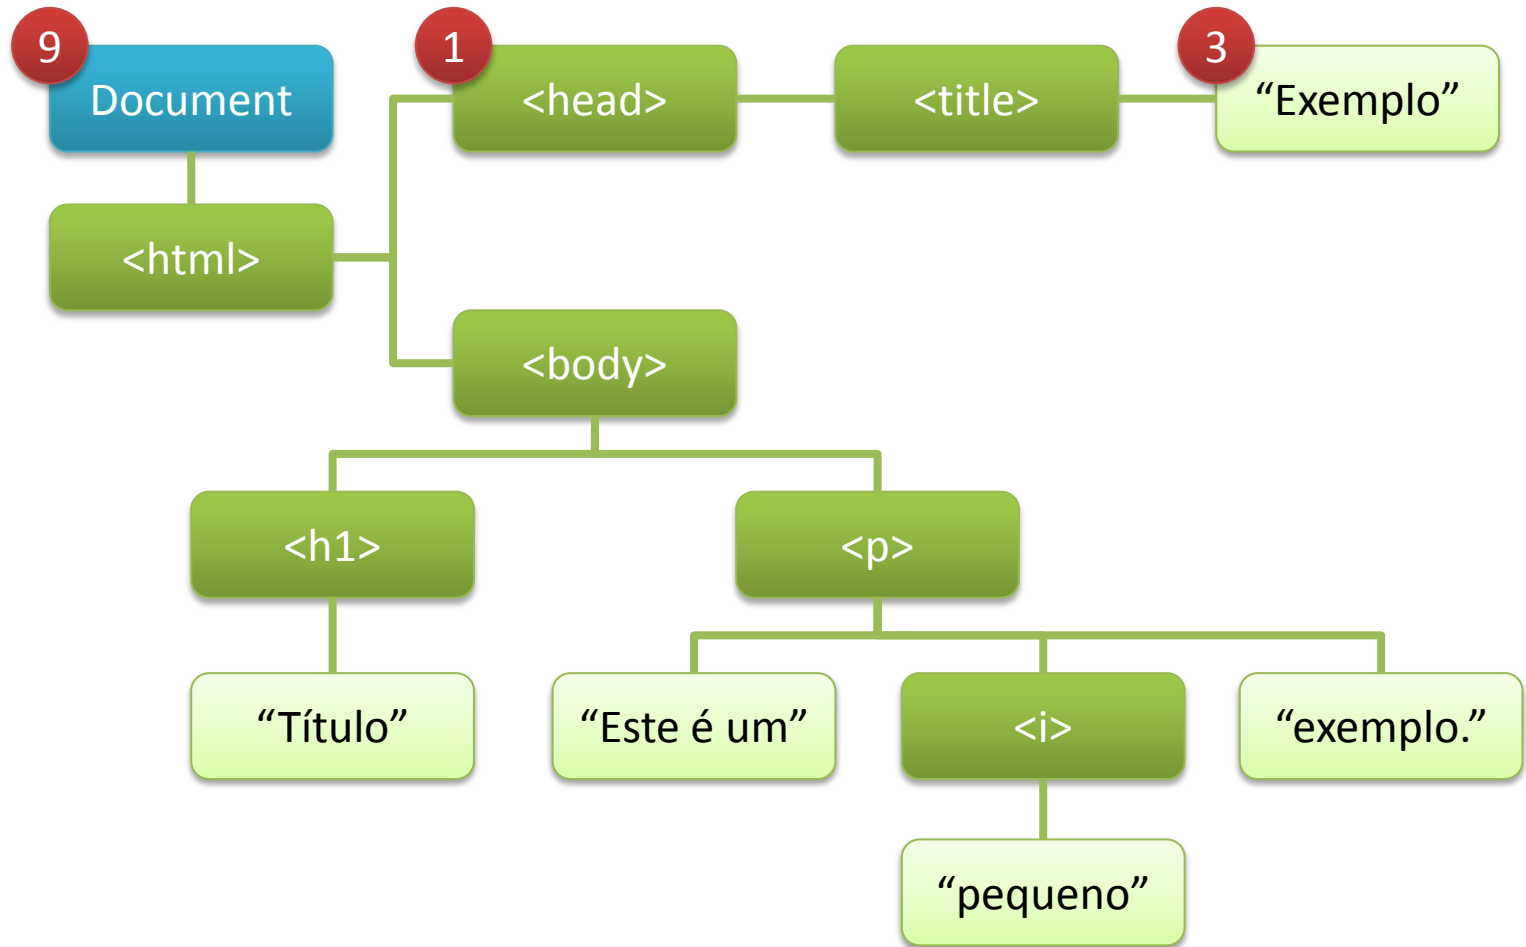 9
Document
1
<head>
<title>
3
“Exemplo”
<html>
<body>
<h1>
<p>
“Título”
“Este é um”
<i>
“exemplo.”
“pequeno”